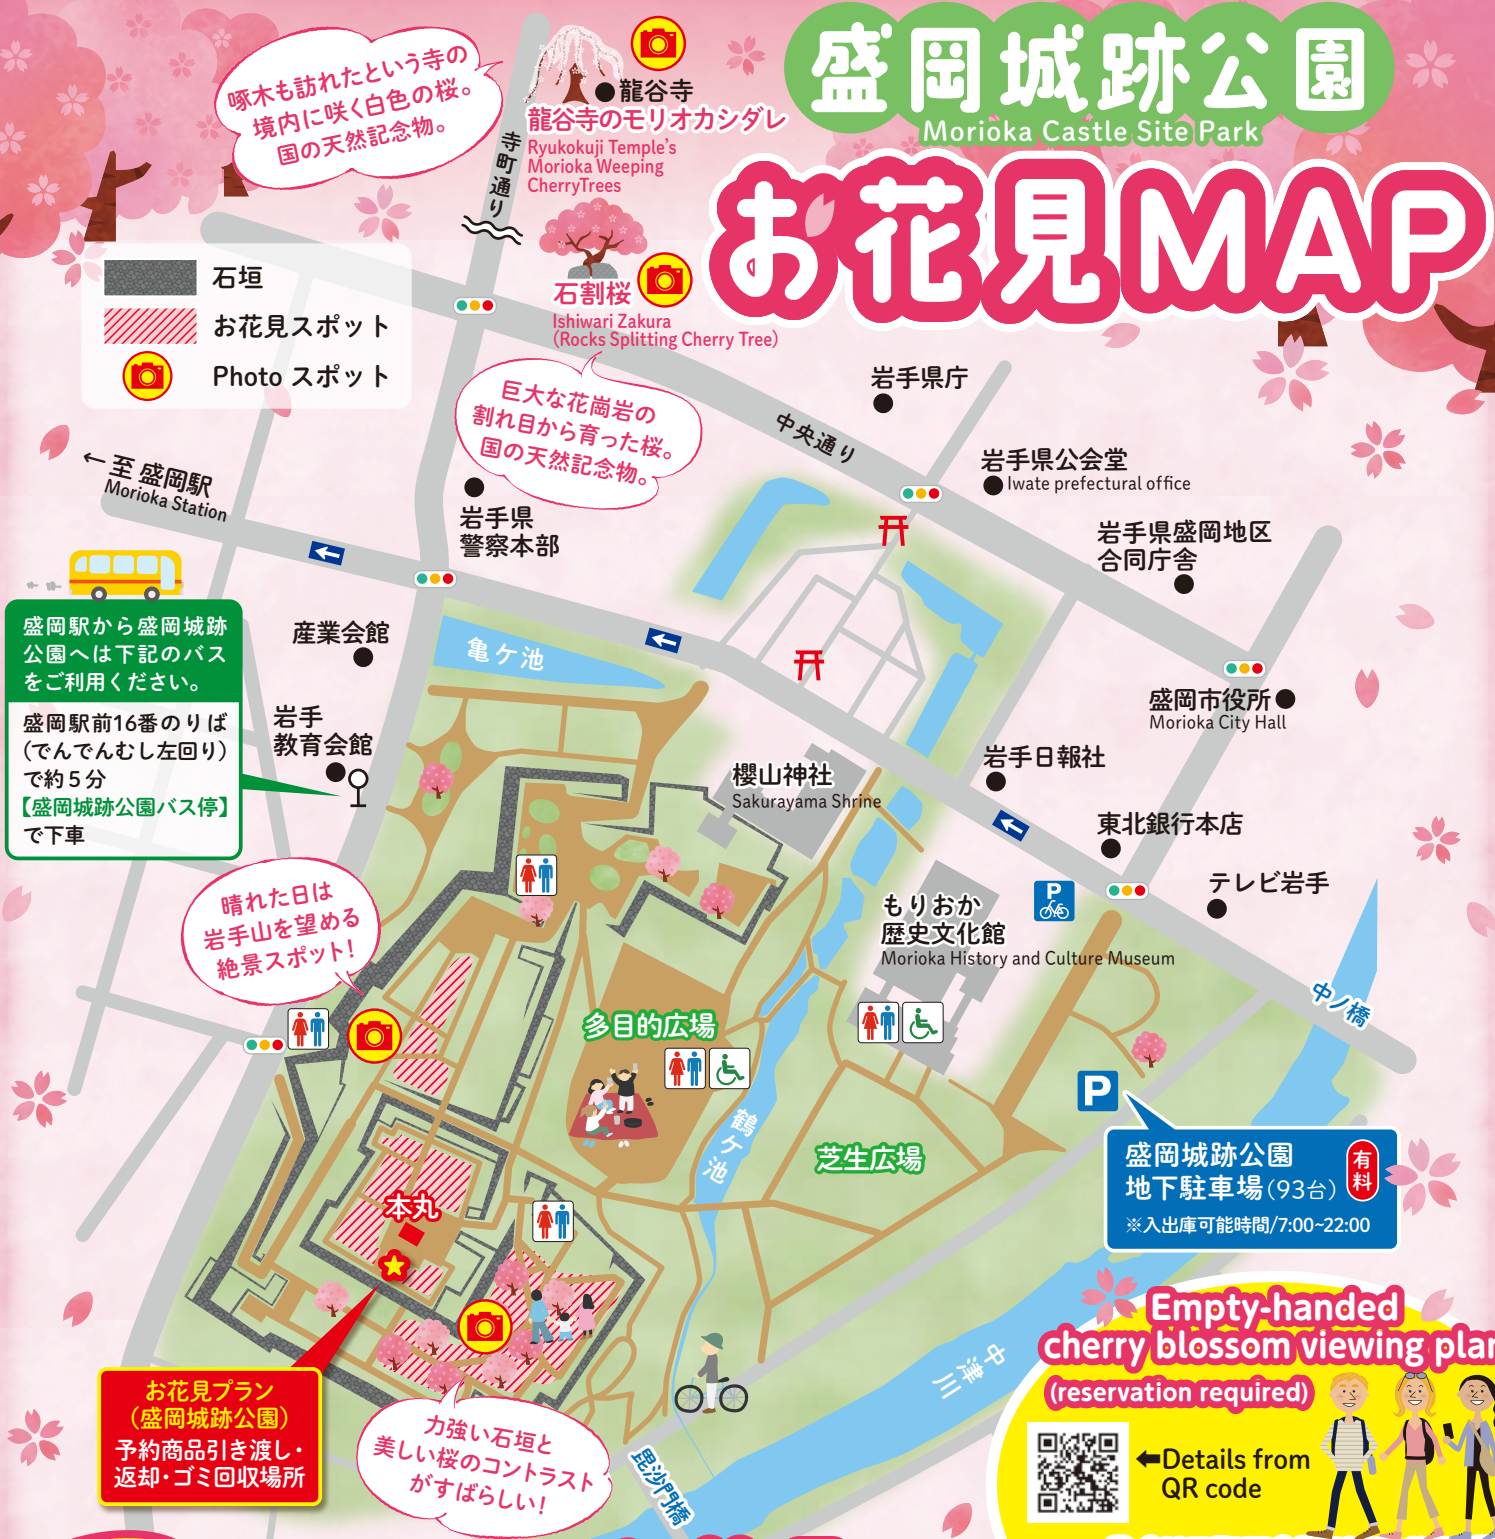 盛岡城跡公園
Morioka Castle Site Park
お花見MAP
啄木も訪れたという寺の
境内に咲く白色の桜。
国の天然記念物。
龍谷寺
龍谷寺のモリオカシダレ
Ryukokuji Temple's
Morioka Weeping
CherryTrees
寺町通り
石垣
お花見スポット
Photo スポット
石割桜
Ishiwari Zakura
(Rocks Splitting Cherry Tree)
巨大な花崗岩の
割れ目から育った桜。
国の天然記念物。
岩手県庁
中央通り
岩手県公会堂
Iwate prefectural office
←至 盛岡駅
Morioka Station
岩手県
警察本部
岩手県盛岡地区
合同庁舎
盛岡駅から盛岡城跡
公園へは下記のバス
をご利用ください。
盛岡駅前16番のりば
(でんでんむし左回り)
で約5分
【盛岡城跡公園バス停】
で下車
産業会館
亀ケ池
岩手
教育会館
盛岡市役所
Morioka City Hall
岩手日報社
櫻山神社
Sakurayama Shrine
東北銀行本店
テレビ岩手
P
もりおか
歴史文化館
Morioka History and Culture Museum
晴れた日は
岩手山を望める
絶景スポット!
中ノ橋
多目的広場
鶴ケ池
芝生広場
P
盛岡城跡公園
地下駐車場(93台)
有料
※入出庫可能時間/7:00~22:00
本丸
お花見プラン
(盛岡城跡公園)
予約商品引き渡し・
返却・ゴミ回収場所
力強い石垣と
美しい桜のコントラスト
がすばらしい!
中津川
毘沙門橋
Empty-handed
cherry blossom viewing plan
(reservation required)
←Details from
QR code